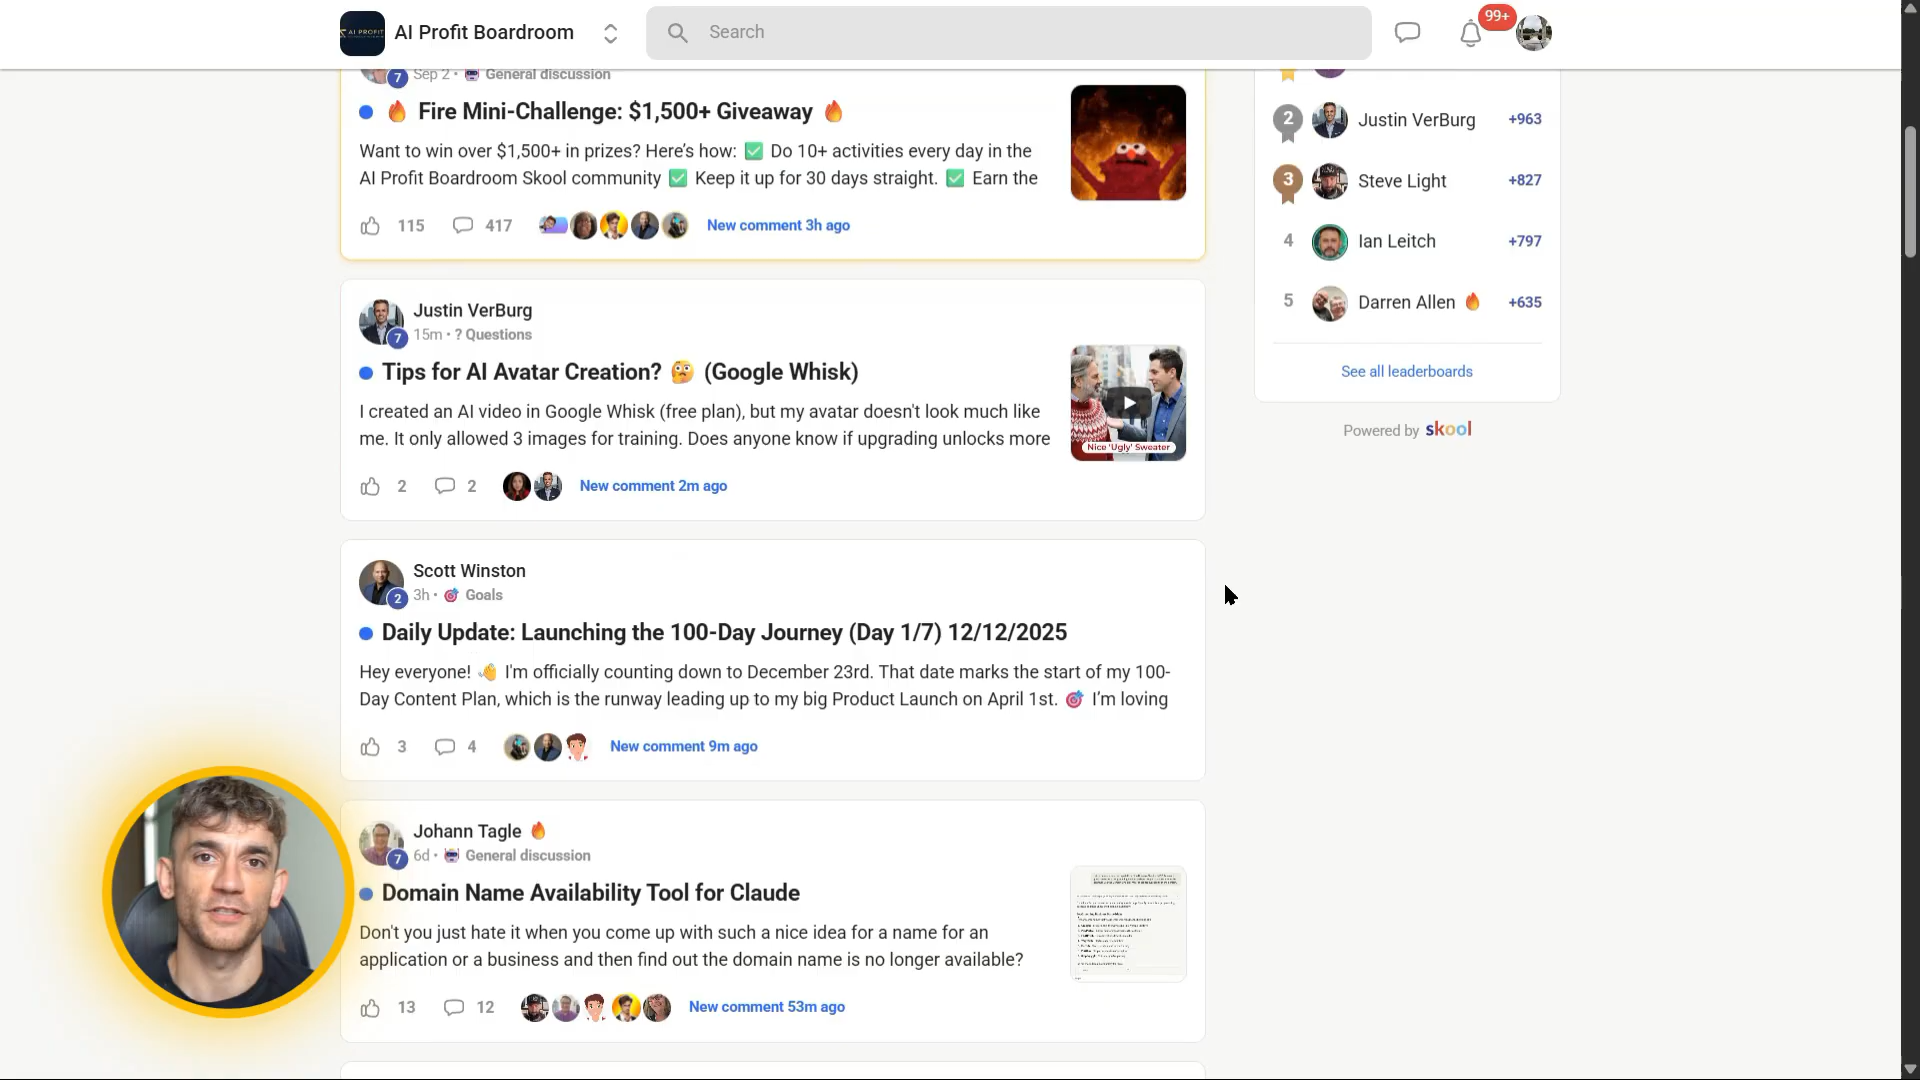 AI PROFIT
AI Profit Boardroom
Search
99+
7
Sep 2 • General discussion
Fire Mini-Challenge: $1,500+ Giveaway
Want to win over $1,500+ in prizes? Here's how: ✅ Do 10+ activities every day in the
AI Profit Boardroom Skool community ✅ Keep it up for 30 days straight. ✅ Earn the
115 417 New comment 3h ago
Justin VerBurg
7 15m • ? Questions
Tips for AI Avatar Creation? 🤔 (Google Whisk)
I created an AI video in Google Whisk (free plan), but my avatar doesn't look much like
me. It only allowed 3 images for training. Does anyone know if upgrading unlocks more
Nice 'Ugly' Sweater
2 2 New comment 2m ago
Scott Winston
2 3h • 🎯 Goals
Daily Update: Launching the 100-Day Journey (Day 1/7) 12/12/2025
Hey everyone! 👋 I'm officially counting down to December 23rd. That date marks the start of my 100-
Day Content Plan, which is the runway leading up to my big Product Launch on April 1st. 🎯 I'm loving
3 4 New comment 9m ago
Johann Tagle 🔥
7 6d • General discussion
Domain Name Availability Tool for Claude
Don't you just hate it when you come up with such a nice idea for a name for an
application or a business and then find out the domain name is no longer available?
13 12 New comment 53m ago
2 Justin VerBurg +963
3 Steve Light +827
4 Ian Leitch +797
5 Darren Allen 🔥 +635
See all leaderboards
Powered by skool